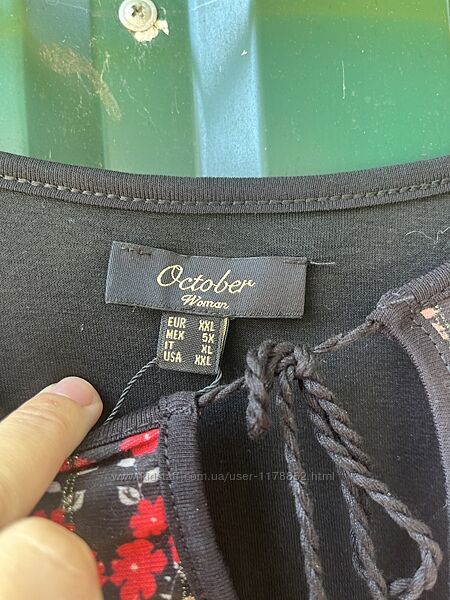 October
Woman
EUR XXL
MEX 5X
IT XL
USA XXL